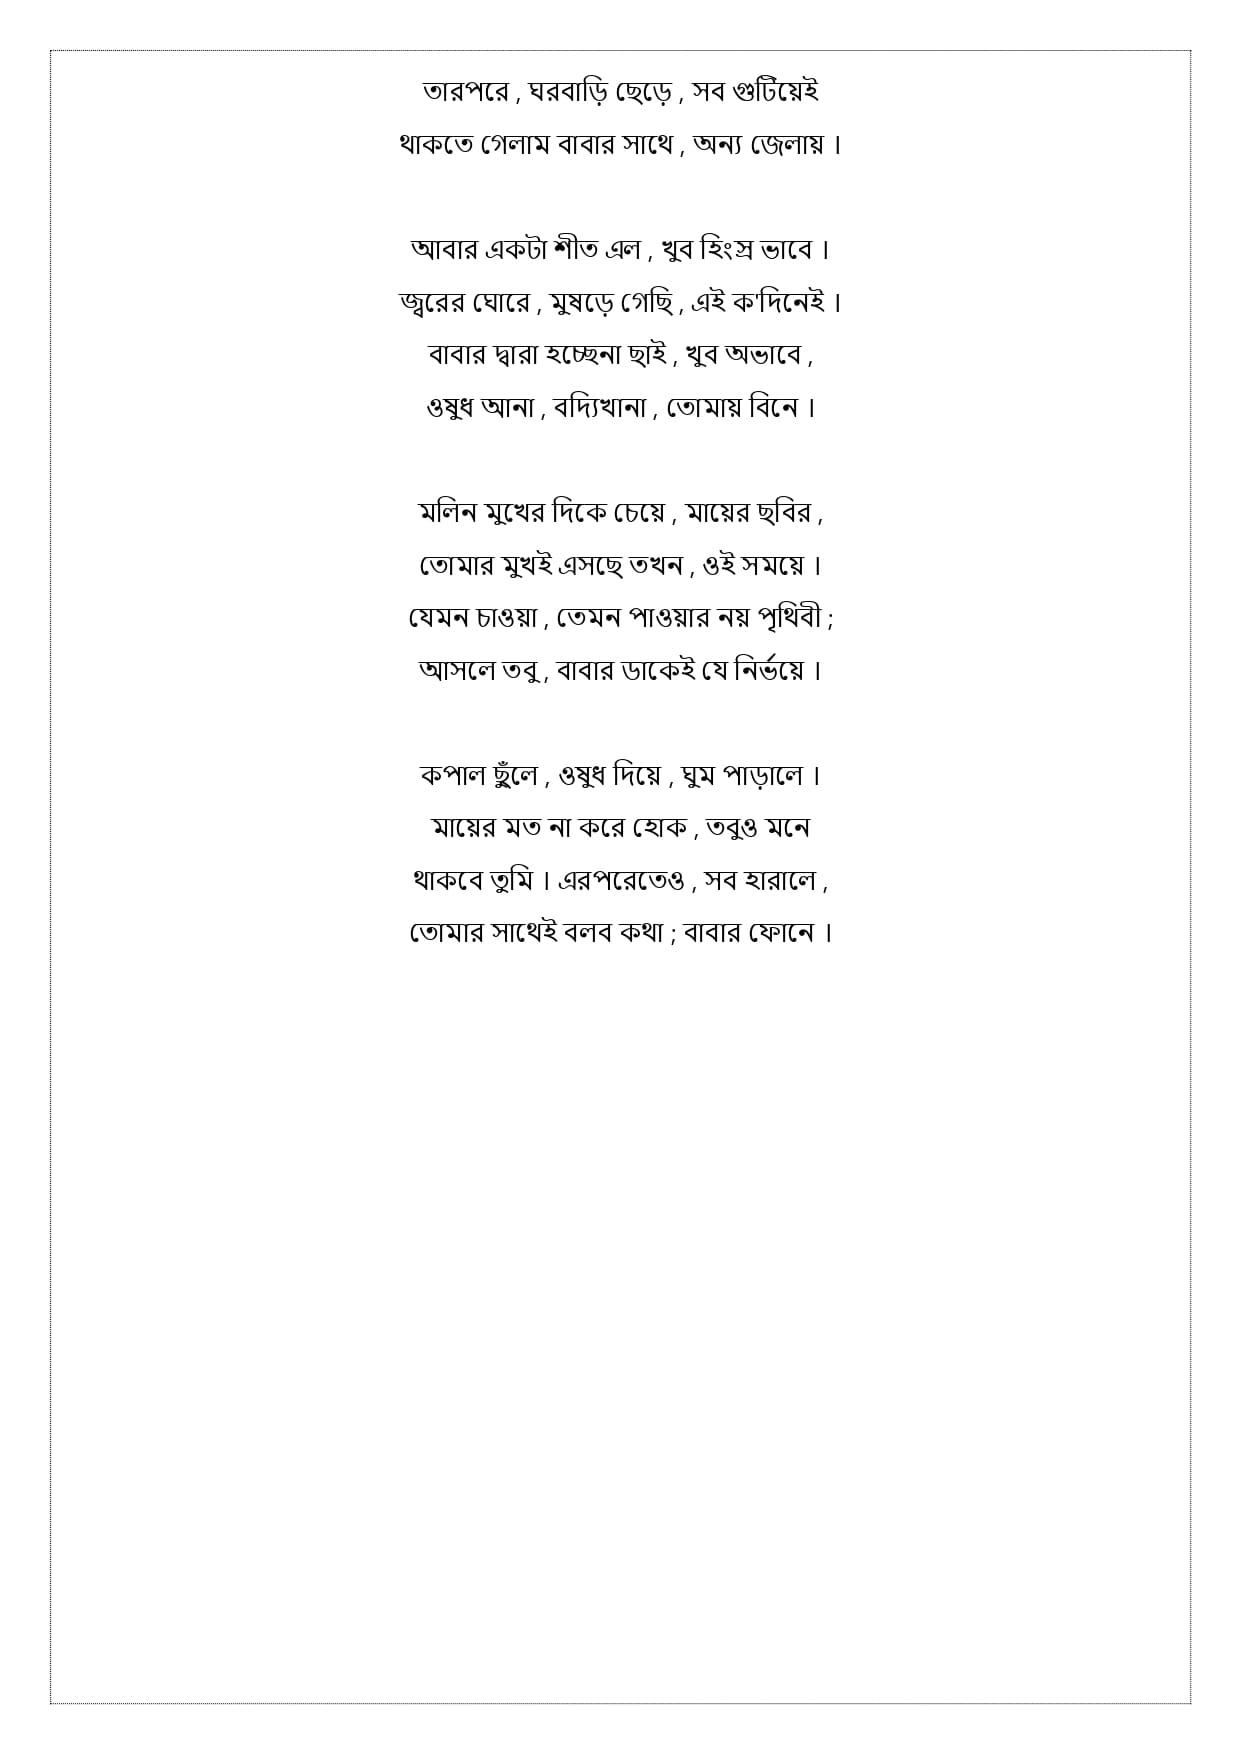 তারপরে , ঘরবাড়ি ছেড়ে , সব গুটিয়েই
থাকতে গেলাম বাবার সাথে , অন্য জেলায় ।
আবার একটা শীত এল , খুব হিংস্র ভাবে ।
জ্বরের ঘোরে , মুষড়ে গেছি , এই ক'দিনেই ।
বাবার দ্বারা হচ্ছেনা ছাই , খুব অভাবে ,
ওষুধ আনা , বদ্যিখানা , তোমায় বিনে ।
মলিন মুখের দিকে চেয়ে , মায়ের ছবির ,
তোমার মুখই এসছে তখন , ওই সময়ে ।
যেমন চাওয়া , তেমন পাওয়ার নয় পৃথিবী ;
আসলে তবু , বাবার ডাকেই যে নির্ভয়ে ।
কপাল ছুঁলে , ওষুধ দিয়ে , ঘুম পাড়ালে ।
মায়ের মত না করে হোক , তবুও মনে
থাকবে তুমি । এরপরেতেও , সব হারালে ,
তোমার সাথেই বলব কথা ; বাবার ফোনে ।